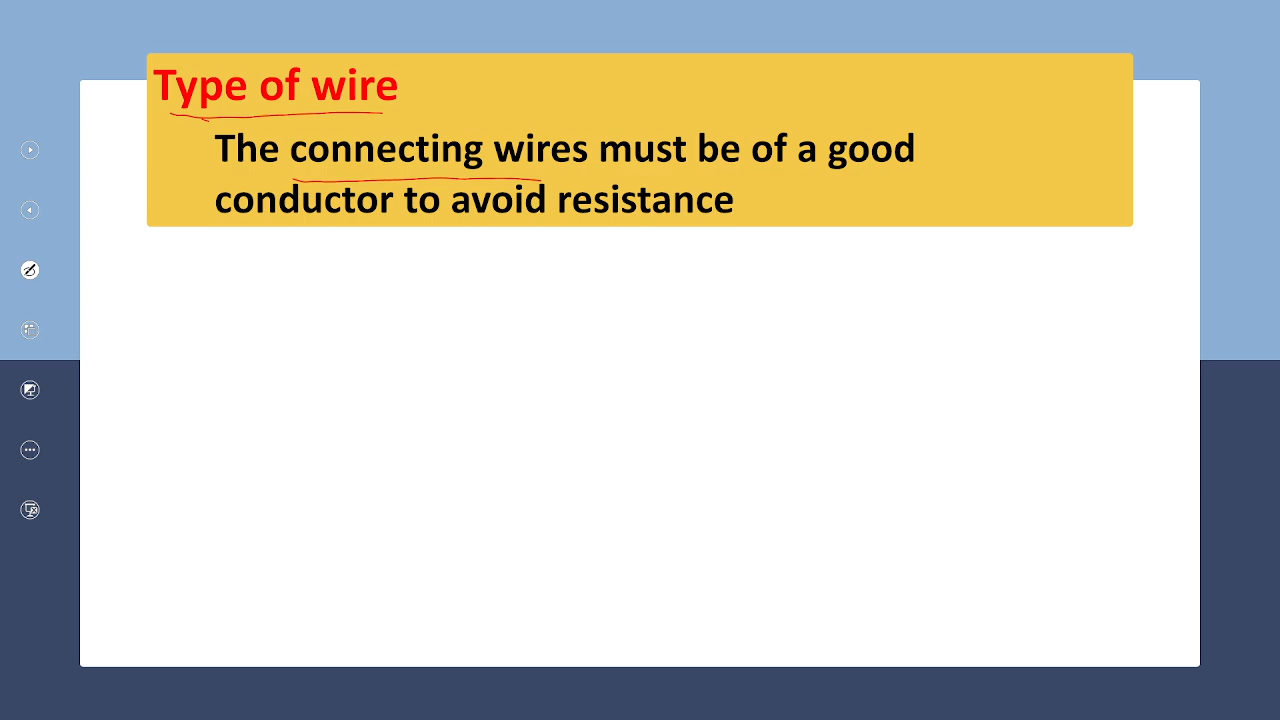 Type of wire
The connecting wires must be of a good
conductor to avoid resistance